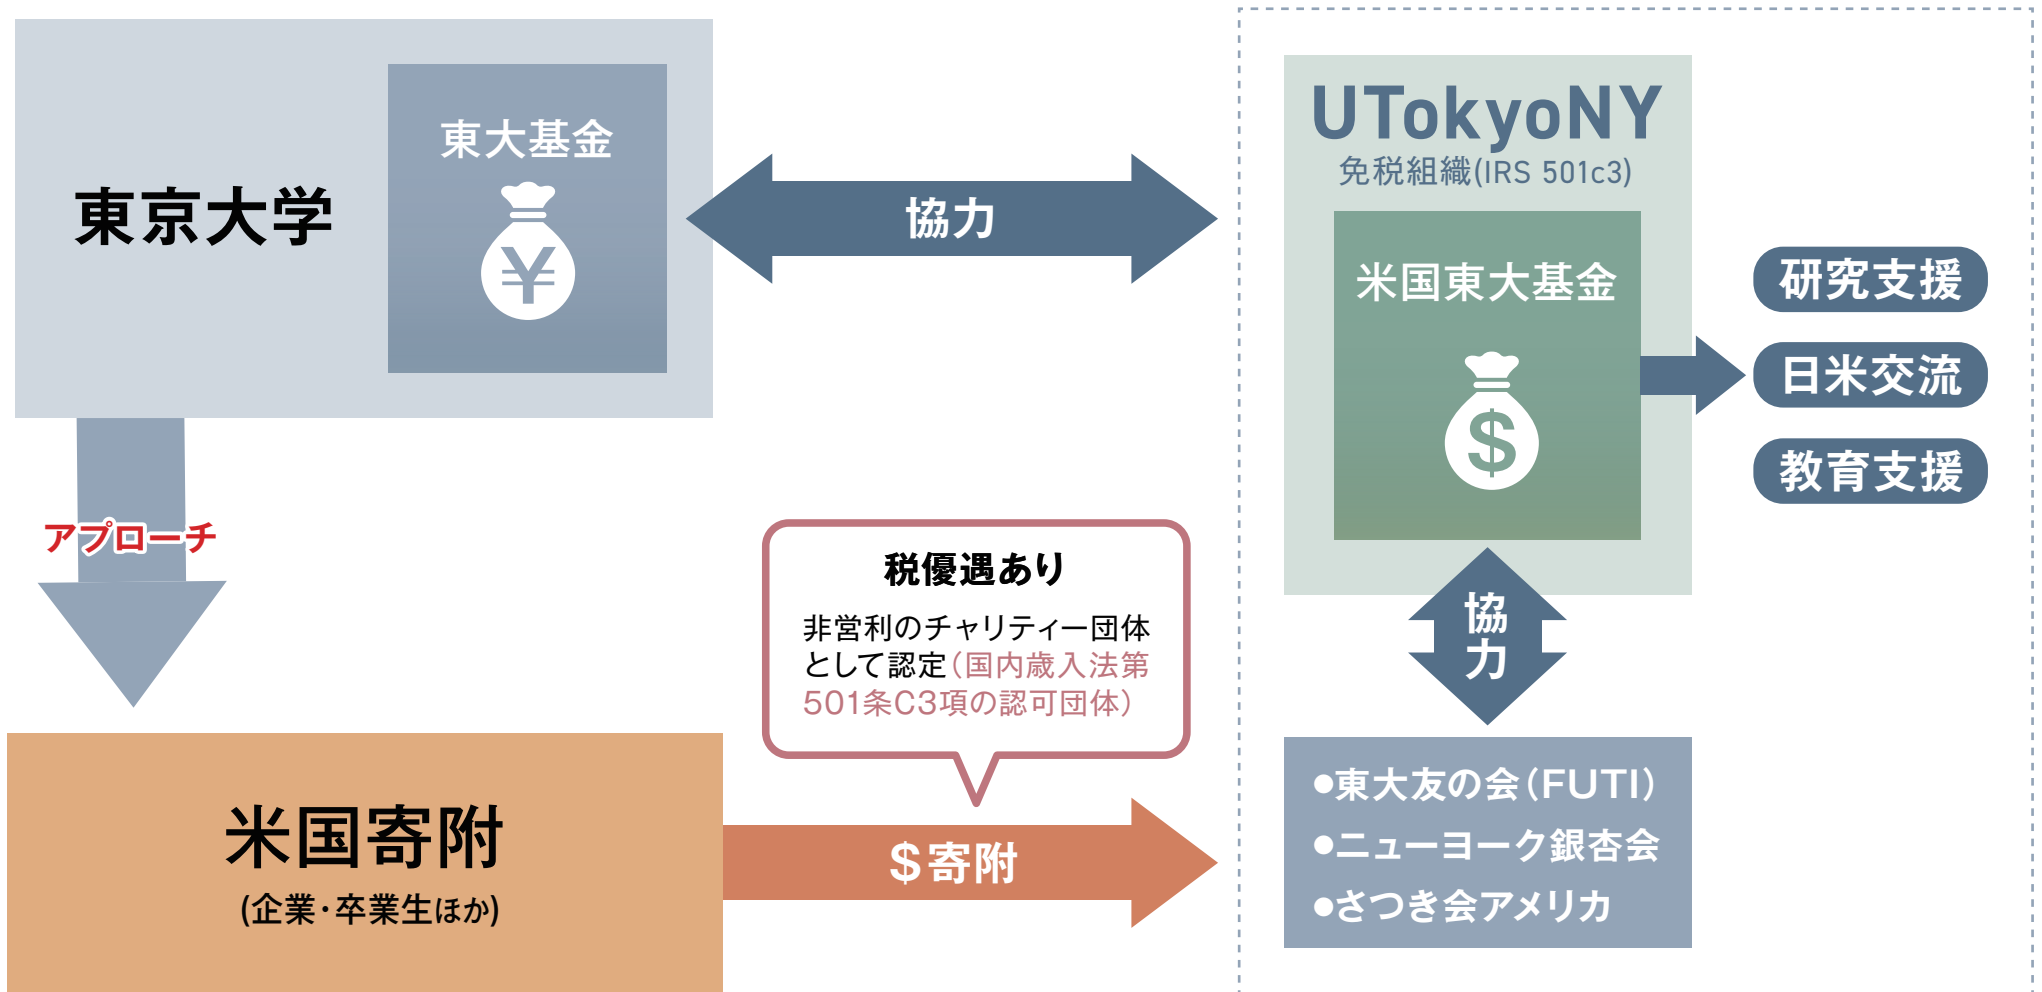 東京大学
東大基金
¥
協力
UTokyoNY
免税組織(IRS 501c3)
米国東大基金
$
研究支援
日米交流
教育支援
アプローチ
税優遇あり
非営利のチャリティー団体
として認定(国内歳入法第
501条C3項の認可団体)
協
力
米国寄附
(企業・卒業生ほか)
$寄附
●東大友の会(FUTI)
●ニューヨーク銀杏会
●さつき会アメリカ